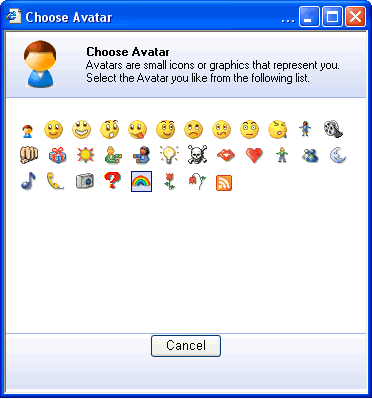 Choose Avatar
...
Choose Avatar
Avatars are small icons or graphics that represent you.
Select the Avatar you like from the following list.
Cancel